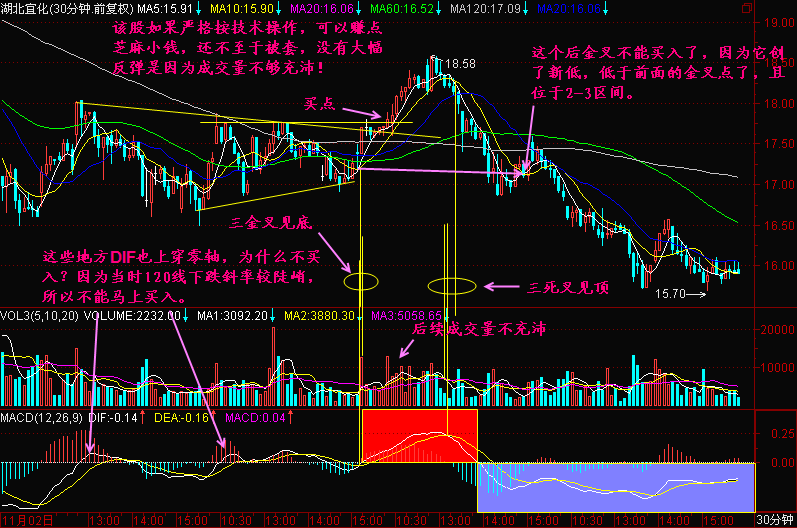 湖北宜化(30分钟.前复权) MA5:15.91↓ MA10:15.90↓ MA20:16.06↓ MA60:16.52↓ MA120:17.09↓ MA20:16.06↓
19.00
该股如果严格按技术操作，可以赚点
芝麻小钱，还不至于被套，没有大幅
反弹是因为成交量不够充沛！
18.58
18.50
这个后金叉不能买入了，因为它创
了新低，低于前面的金叉点了，且
位于2-3区间。
买点
18.00
17.50
17.00
三金叉见底
16.50
这些地方DIF也上穿零轴，为什么不买
入？因为当时120线下跌斜率较陡峭，
所以不能马上买入。
16.00
三死叉见顶
15.70→
VOL3(5,10,20) VOLUME:2232.00↓ MA1:3092.20↓ MA2:3880.30↓ MA3:5058.65↓
后续成交量不充沛
20000
10000
MACD(12,26,9) DIF:-0.14↑ DEA:-0.16↑ MACD:0.04↑
0.25
0.00
11月02日 13:00 14:00 15:00 10:30 13:00 14:00 15:00 10:30 13:00 14:00 15:00 10:30 13:00 14:00 15:00 30分钟